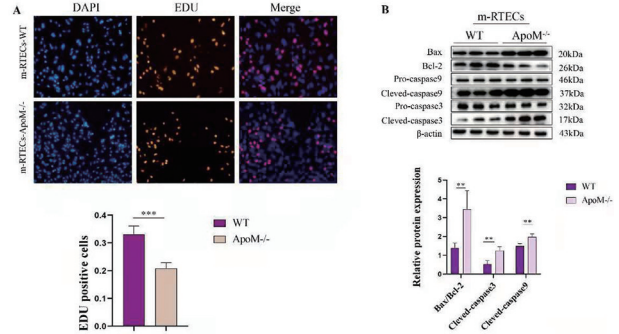 A
DAPI
EDU
Merge
m-RTECs-WT
m-RTECs-ApoM-/-
EDU positive cells
0.4
0.3
0.2
0.1
0.0
***
WT
ApoM-/-
B
m-RTECs
WT
ApoM-/-
Bax
20kDa
Bcl-2
26kDa
Pro-caspase9
46kDa
Cleved-caspase9
37kDa
Pro-caspase3
32kDa
Cleved-caspase3
17kDa
β-actin
43kDa
Relative protein expression
5
4
3
2
1
0
**
**
**
WT
ApoM-/-
Bax/Bcl-2
Cleved-caspase3
Cleved-caspase9